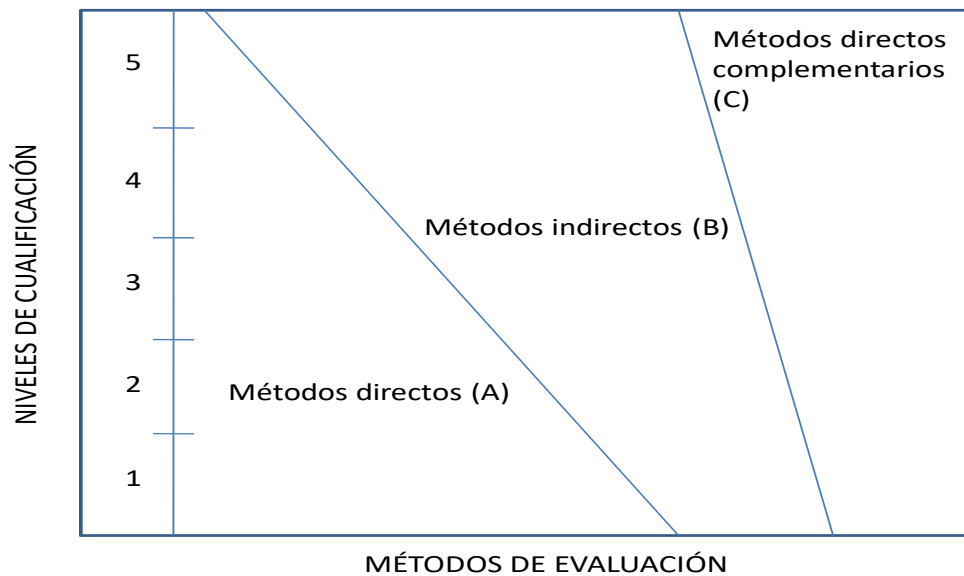 Métodos directos
complementarios
(C)
5
4
Métodos indirectos (B)
3
2
Métodos directos (A)
1
NIVELES DE CUALIFICACIÓN
MÉTODOS DE EVALUACIÓN